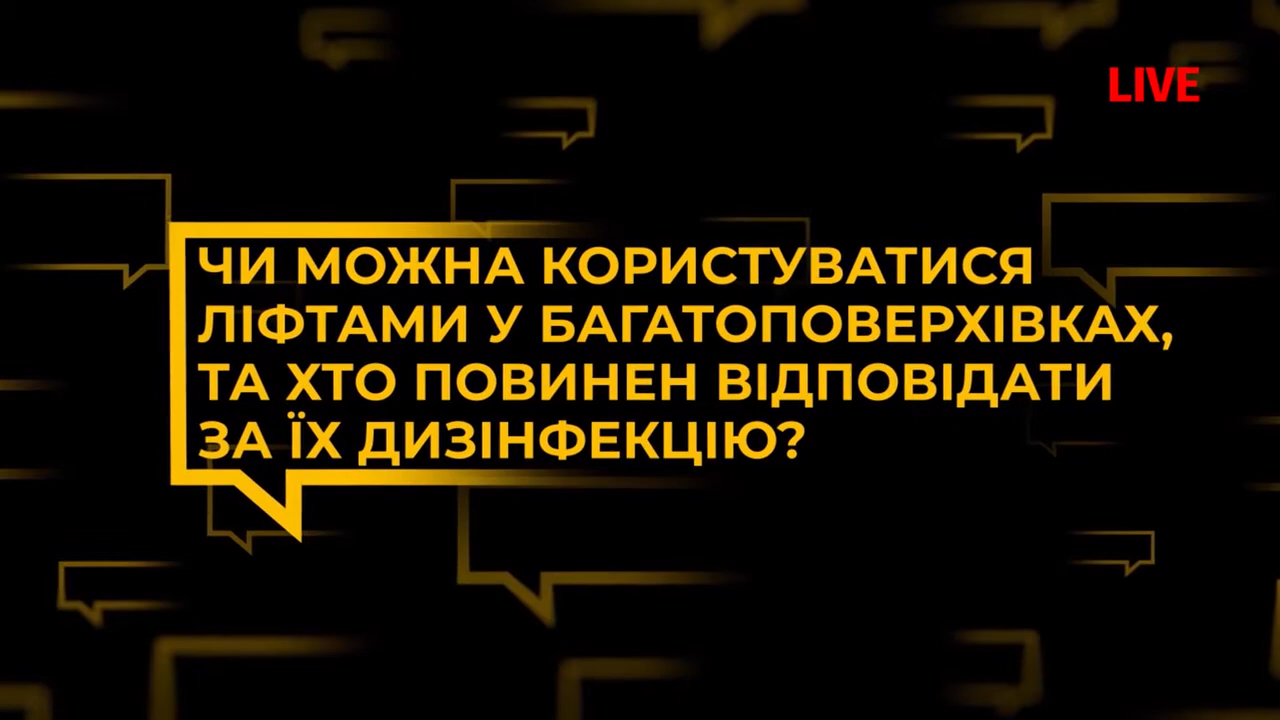 LIVE
ЧИ МОЖНА КОРИСТУВАТИСЯ
ЛІФТАМИ У БАГАТОПОВЕРХІВКАХ,
ТА ХТО ПОВИНЕН ВІДПОВІДАТИ
ЗА ЇХ ДИЗІНФЕКЦІЮ?